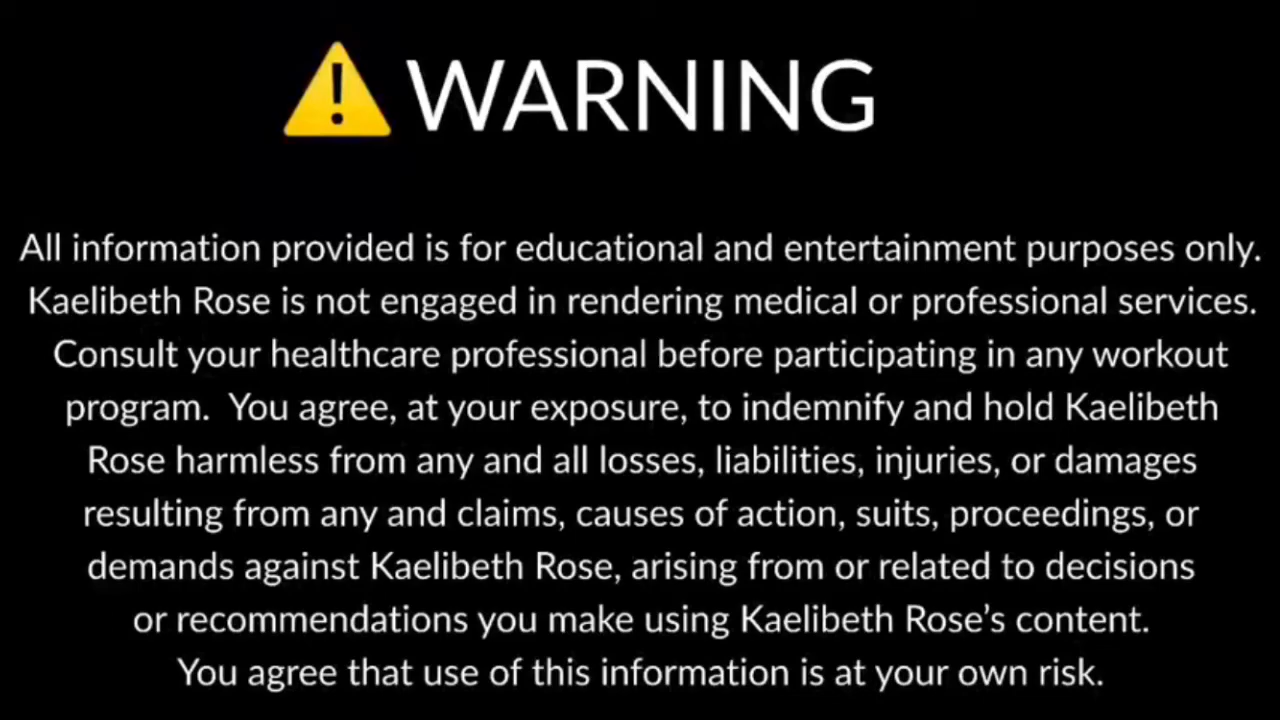 ⚠️ WARNING
All information provided is for educational and entertainment purposes only.
Kaelibeth Rose is not engaged in rendering medical or professional services.
Consult your healthcare professional before participating in any workout
program.  You agree, at your exposure, to indemnify and hold Kaelibeth
Rose harmless from any and all losses, liabilities, injuries, or damages
resulting from any and claims, causes of action, suits, proceedings, or
demands against Kaelibeth Rose, arising from or related to decisions
or recommendations you make using Kaelibeth Rose’s content.
You agree that use of this information is at your own risk.